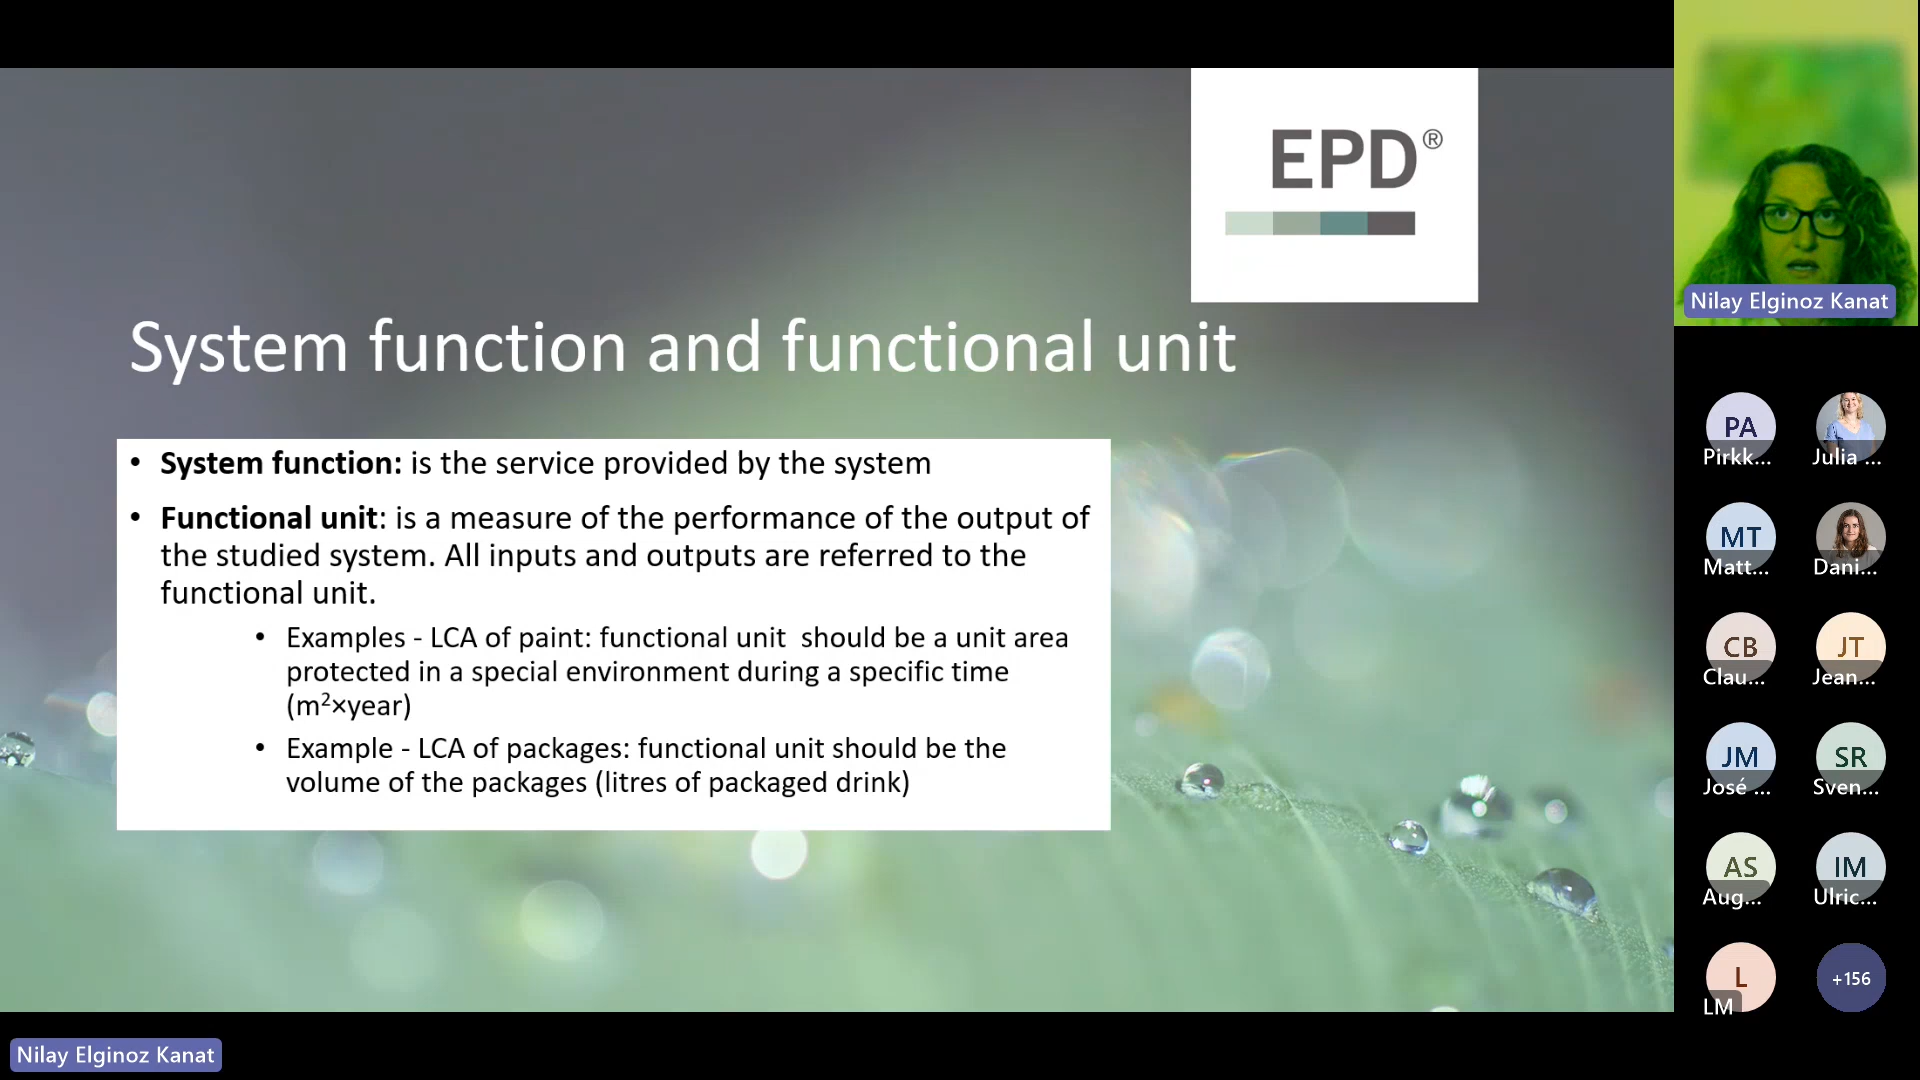 EPD®
System function and functional unit
• System function: is the service provided by the system
• Functional unit: is a measure of the performance of the output of
the studied system. All inputs and outputs are referred to the
functional unit.
• Examples - LCA of paint: functional unit  should be a unit area
protected in a special environment during a specific time
(m²×year)
• Example - LCA of packages: functional unit should be the
volume of the packages (litres of packaged drink)
Nilay Elginoz Kanat
PA
Pirkk...
Julia ...
MT
Matt...
Dani...
CB
Clau...
JT
Jean...
JM
José ...
SR
Sven...
AS
Aug...
IM
Ulric...
L
LM
+156
Nilay Elginoz Kanat